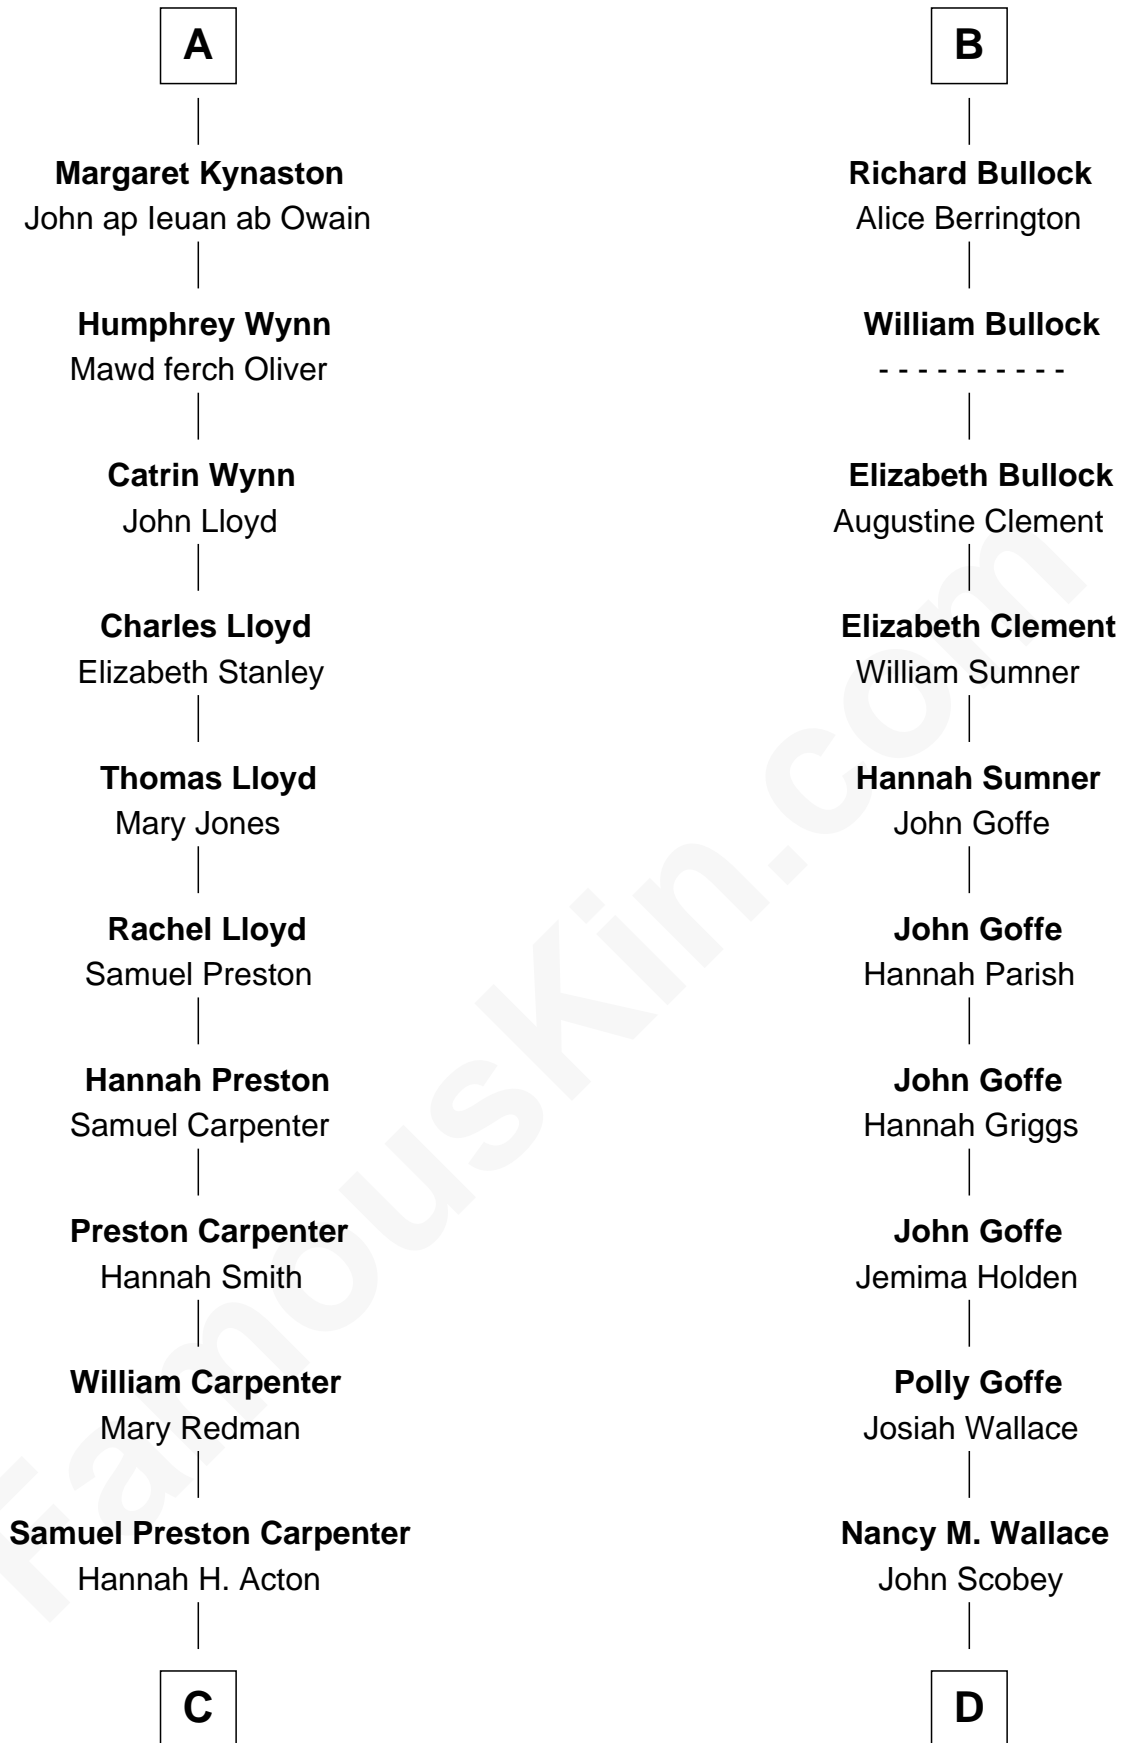 A
Margaret Kynaston
John ap Ieuan ab Owain
Humphrey Wynn
Mawd ferch Oliver
Catrin Wynn
John Lloyd
Charles Lloyd
Elizabeth Stanley
Thomas Lloyd
Mary Jones
Rachel Lloyd
Samuel Preston
Hannah Preston
Samuel Carpenter
Preston Carpenter
Hannah Smith
William Carpenter
Mary Redman
Samuel Preston Carpenter
Hannah H. Acton
C
B
Richard Bullock
Alice Berrington
William Bullock
- - - - - - - - - -
Elizabeth Bullock
Augustine Clement
Elizabeth Clement
William Sumner
Hannah Sumner
John Goffe
John Goffe
Hannah Parish
John Goffe
Hannah Griggs
John Goffe
Jemima Holden
Polly Goffe
Josiah Wallace
Nancy M. Wallace
John Scobey
D
FamousKin.com